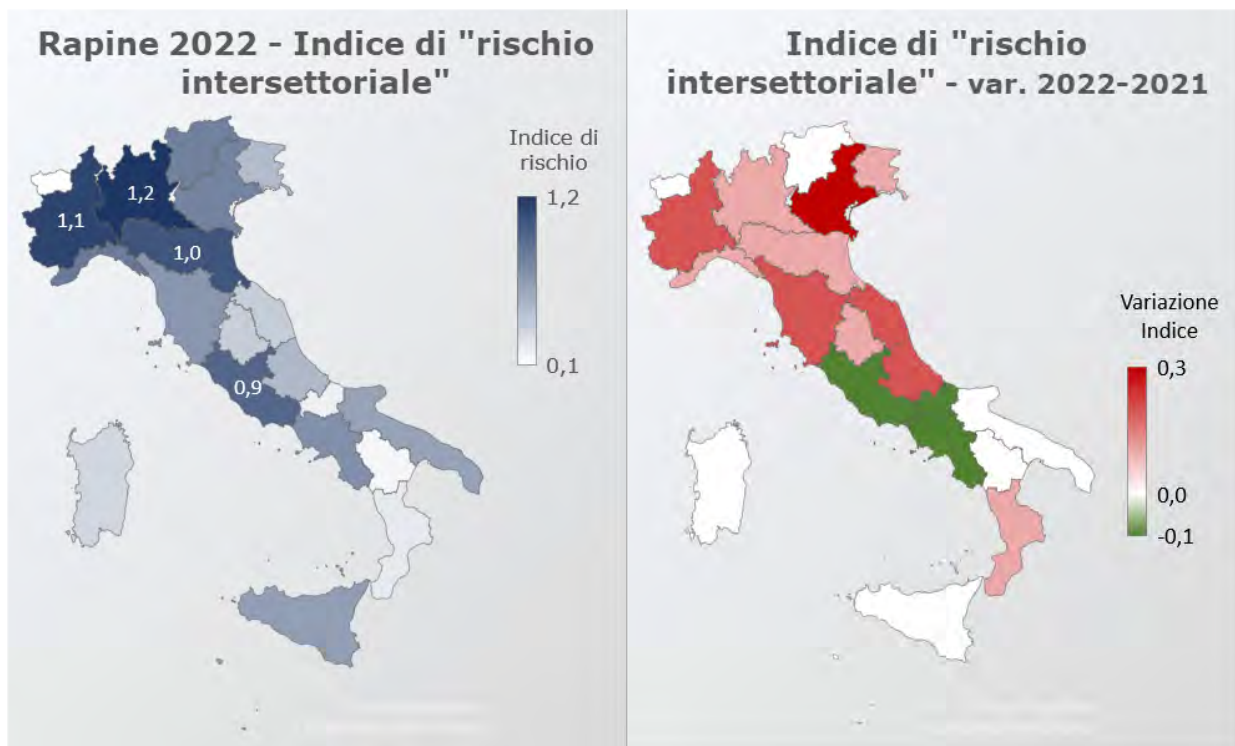 Rapine 2022 - Indice di "rischio
intersettoriale"
Indice di
rischio
1,2
0,1
1,2
1,1
1,0
0,9
Indice di "rischio
intersettoriale" - var. 2022-2021
Variazione
Indice
0,3
0,0
-0,1